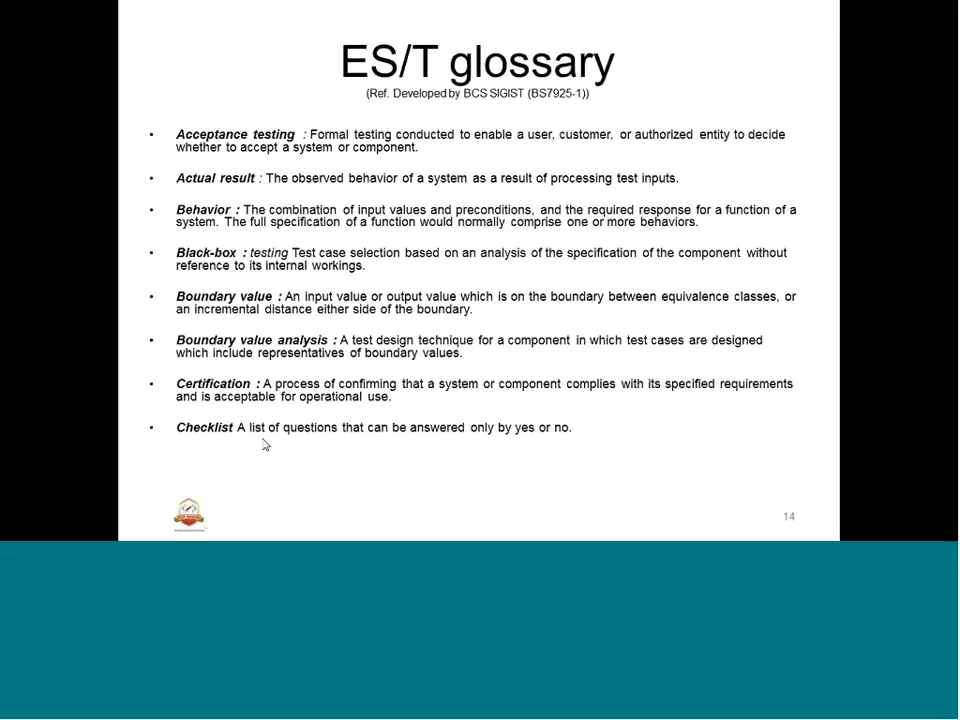 ES/T glossary
(Ref. Developed by BCS SIGIST (BS7925-1))
• Acceptance testing : Formal testing conducted to enable a user, customer, or authorized entity to decide
whether to accept a system or component.
• Actual result : The observed behavior of a system as a result of processing test inputs.
• Behavior : The combination of input values and preconditions, and the required response for a function of a
system. The full specification of a function would normally comprise one or more behaviors.
• Black-box : testing Test case selection based on an analysis of the specification of the component without
reference to its internal workings.
• Boundary value : An input value or output value which is on the boundary between equivalence classes, or
an incremental distance either side of the boundary.
• Boundary value analysis : A test design technique for a component in which test cases are designed
which include representatives of boundary values.
• Certification : A process of confirming that a system or component complies with its specified requirements
and is acceptable for operational use.
• Checklist A list of questions that can be answered only by yes or no.
14